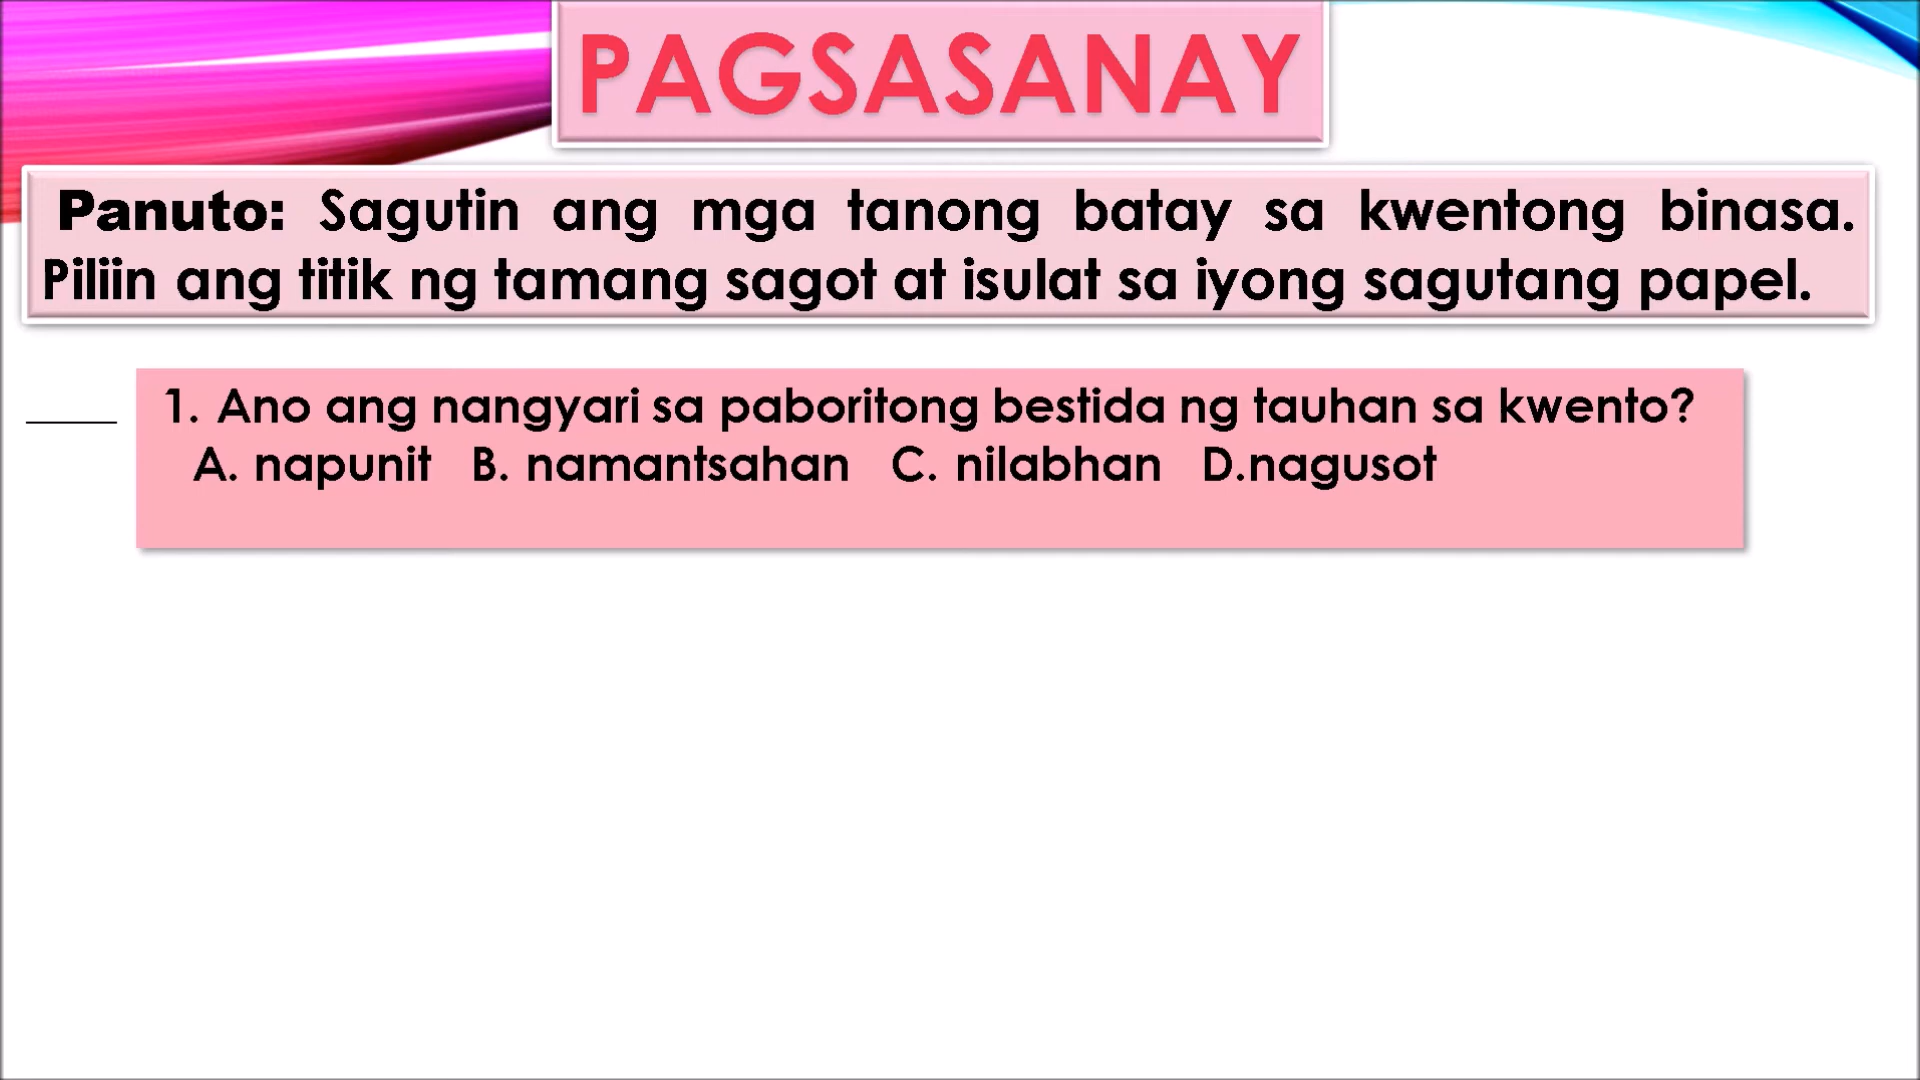 PAGSASANAY
Panuto: Sagutin ang mga tanong batay sa kwentong binasa.
Piliin ang titik ng tamang sagot at isulat sa iyong sagutang papel.
____ 1. Ano ang nangyari sa paboritong bestida ng tauhan sa kwento?
A. napunit B. namantsahan C. nilabhan D.nagusot